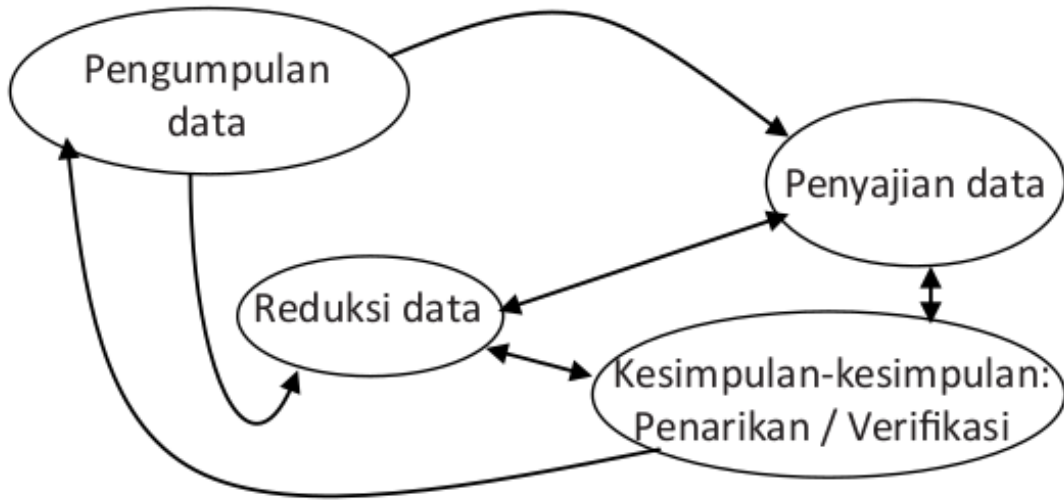 Pengumpulan
data
Penyajian data
Reduksi data
Kesimpulan-kesimpulan:
Penarikan / Verifikasi